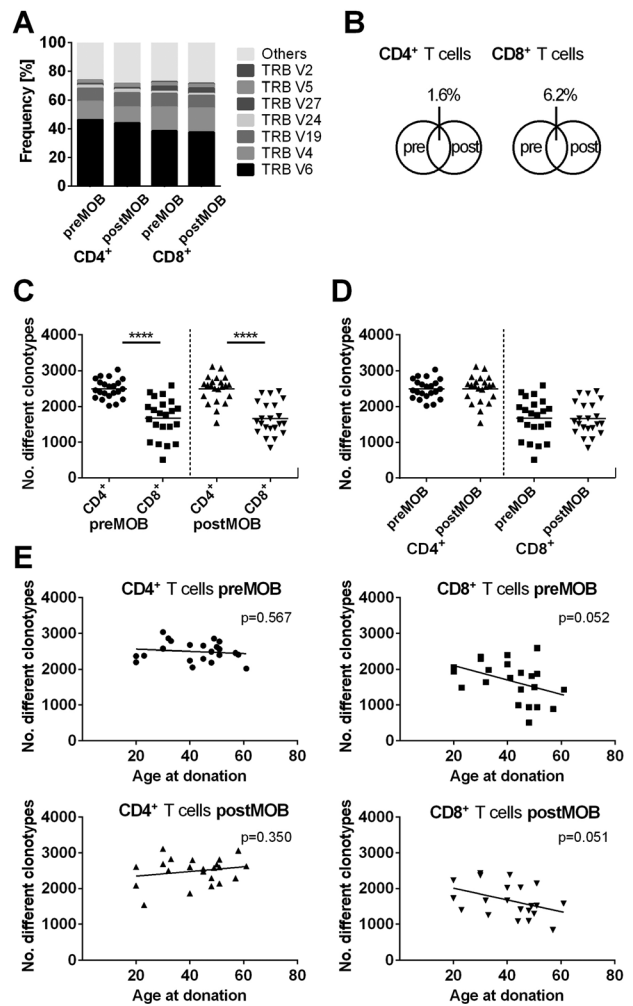 A
Frequency [%]
100
80
60
40
20
0
preMOB
postMOB
preMOB
postMOB
CD4+
CD8+
Others
TRB V2
TRB V5
TRB V27
TRB V24
TRB V19
TRB V4
TRB V6
B
CD4+ T cells
CD8+ T cells
1.6%
6.2%
pre
post
pre
post
C
No. different clonotypes
4000
3000
2000
1000
0
****
****
CD4+
CD8+
CD4+
CD8+
preMOB
postMOB
D
No. different clonotypes
4000
3000
2000
1000
0
preMOB
postMOB
preMOB
postMOB
CD4+
CD8+
E
CD4+ T cells preMOB
p=0.567
No. different clonotypes
4000
3000
2000
1000
0
20
40
60
80
Age at donation
CD8+ T cells preMOB
p=0.052
No. different clonotypes
4000
3000
2000
1000
0
20
40
60
80
Age at donation
CD4+ T cells postMOB
p=0.350
No. different clonotypes
4000
3000
2000
1000
0
20
40
60
80
Age at donation
CD8+ T cells postMOB
p=0.051
No. different clonotypes
4000
3000
2000
1000
0
20
40
60
80
Age at donation